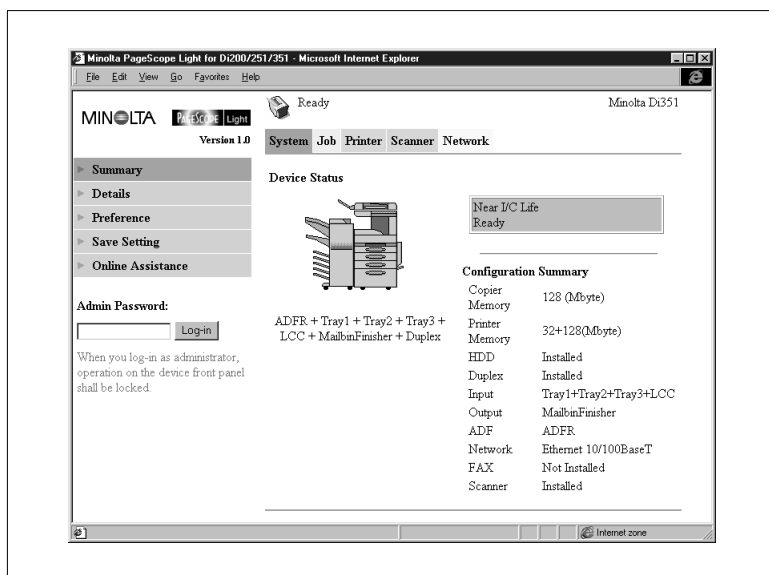 Minolta PageScope Light for Di200/251/351 - Microsoft Internet Explorer
File Edit View Go Favorites Help
MINOLTA PAGESCOPE Light
Version 1.0
Ready
Minolta Di351
System Job Printer Scanner Network
Summary
Details
Preference
Save Setting
Online Assistance
Admin Password:
Log-in
When you log-in as administrator,
operation on the device front panel
shall be locked.
Device Status
ADFR + Tray1 + Tray2 + Tray3 +
LCC + MailbinFinisher + Duplex
Near I/C Life
Ready
Configuration Summary
Copier Memory 128 (Mbyte)
Printer Memory 32+128(Mbyte)
HDD Installed
Duplex Installed
Input Tray1+Tray2+Tray3+LCC
Output MailbinFinisher
ADF ADFR
Network Ethernet 10/100BaseT
FAX Not Installed
Scanner Installed
Internet zone